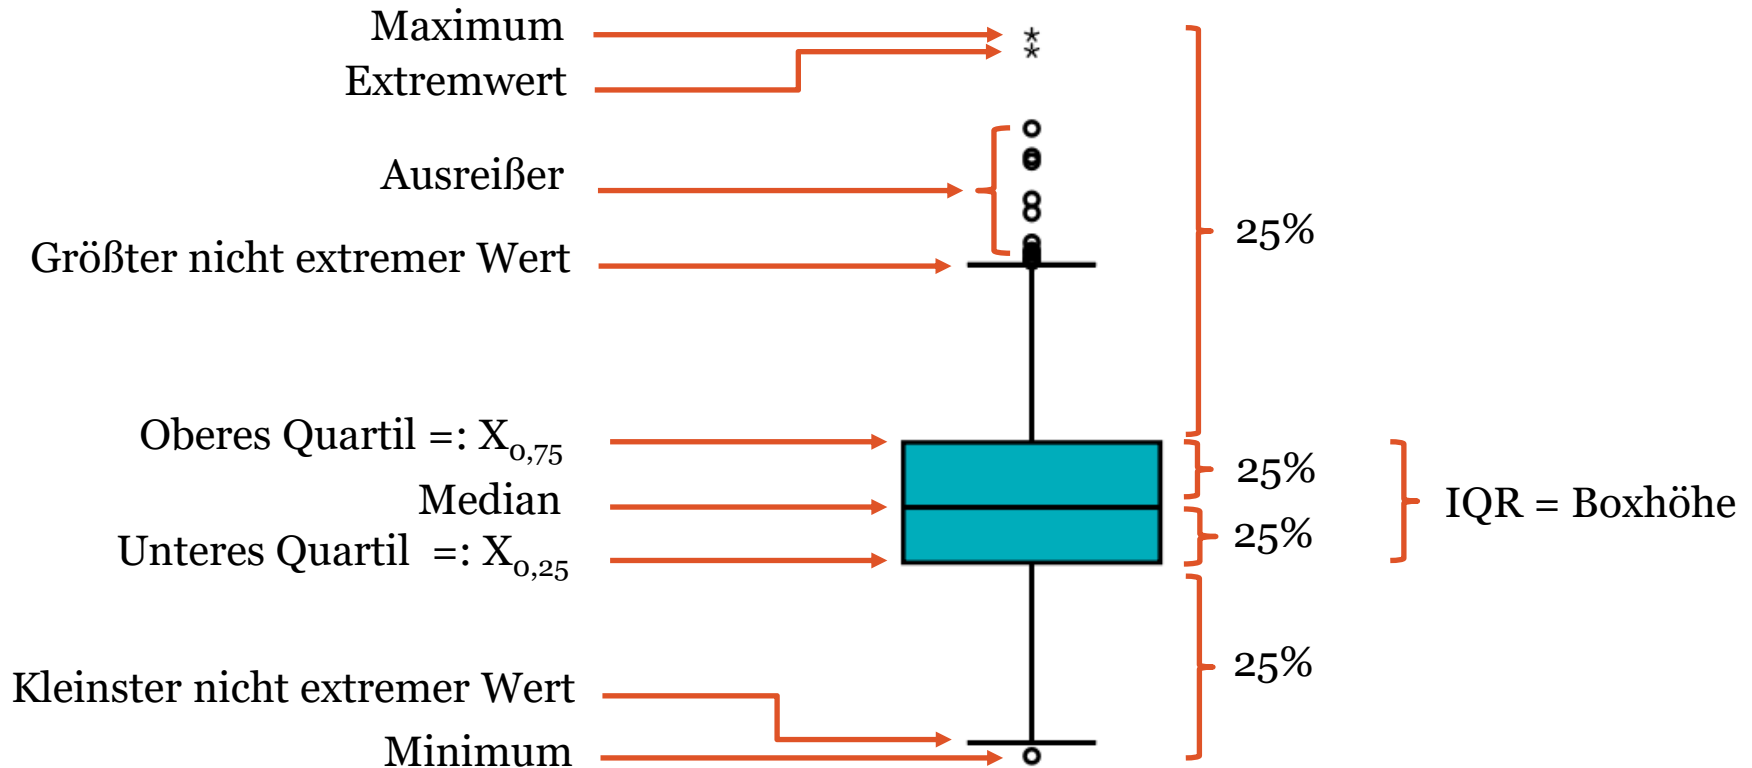 Maximum
Extremwert
Ausreißer
25%
Größter nicht extremer Wert
Oberes Quartil =: X0,75
25%
Median
IQR = Boxhöhe
25%
Unteres Quartil =: X0,25
25%
Kleinster nicht extremer Wert
Minimum